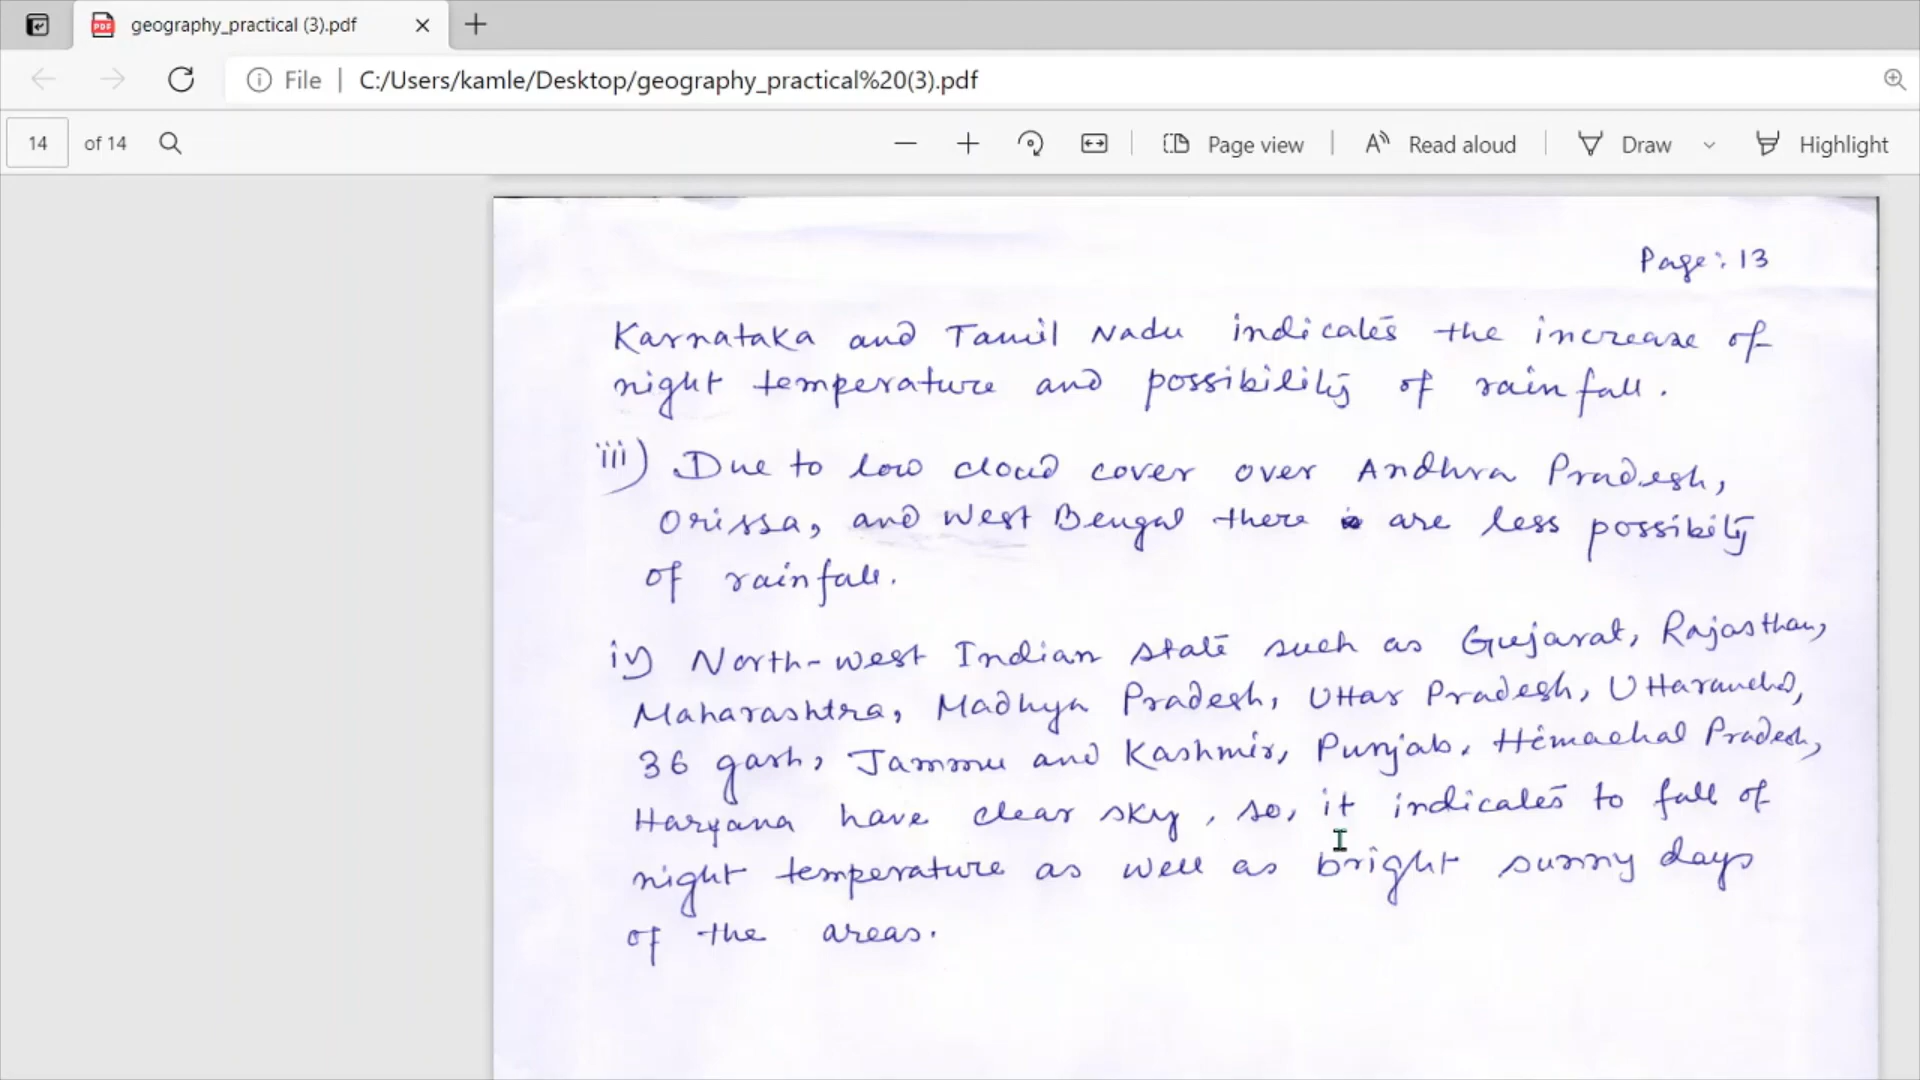 geography_practical (3).pdf
File | C:/Users/kamle/Desktop/geography_practical%20(3).pdf
14 of 14 Page view Read aloud Draw Highlight
Page: 13
Karnataka and Tamil Nadu indicates the increase of
night temperature and possibility of rainfall.
iii) Due to low cloud cover over Andhra Pradesh,
Orissa, and West Bengal there are less possibity
of rainfall.
iv) North-west Indian state such as Gujarat, Rajasthan,
Maharashtra, Madhya Pradesh, Uttar Pradesh,
36 garh, Jammu and Kashmir, Punjab, Himachal Pradesh,
Haryana have clear sky, so, it indicates to fall of
night temperature as well as bright sunny days
of the areas.